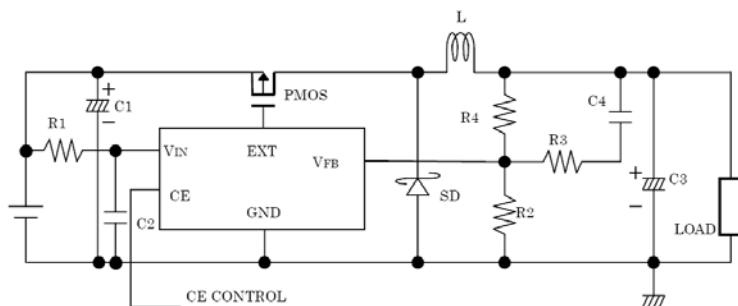 L
+
C1
−
PMOS
C4
R1
R4
R3
VIN
EXT
VFB
+
C3
−
CE
C2
GND
SD
R2
LOAD
CE CONTROL